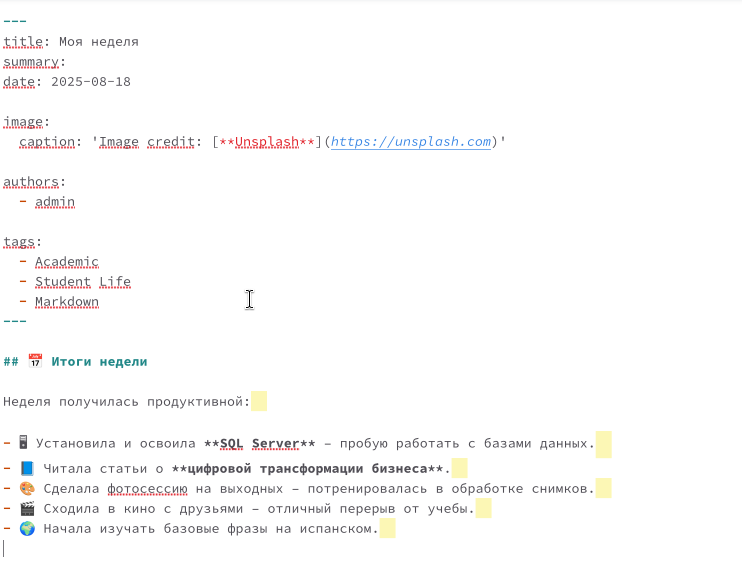 ---
title: Моя неделя
summary:
date: 2025-08-18
image:
  caption: 'Image credit: [**Unsplash**](https://unsplash.com)'
authors:
  - admin
tags:
  - Academic
  - Student Life
  - Markdown
---
## 📅 Итоги недели
Неделя получилась продуктивной:
- 🖥️ Установила и освоила **SQL Server** – пробую работать с базами данных.
- 📘 Читала статьи о **цифровой трансформации бизнеса**.
- 🎨 Сделала фотосессию на выходных – потренировалась в обработке снимков.
- 🎬 Сходила в кино с друзьями – отличный перерыв от учебы.
- 🌍 Начала изучать базовые фразы на испанском.